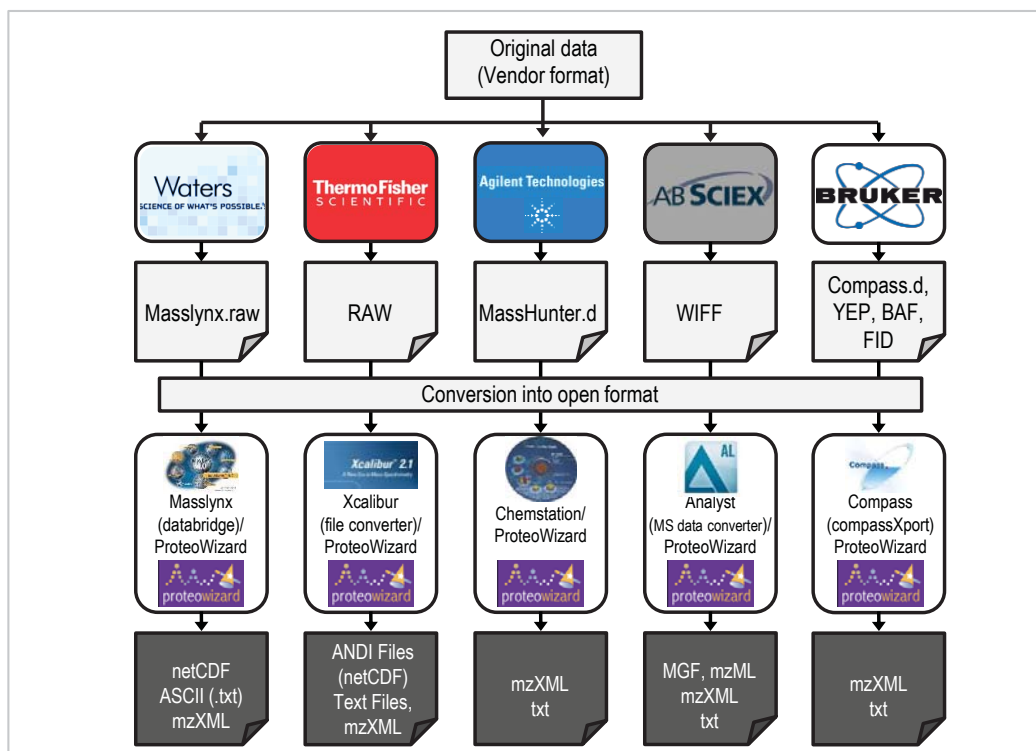 Original data
(Vendor format)
Waters
SCIENCE OF WHAT'S POSSIBLE.
ThermoFisher
SCIENTIFIC
Agilent Technologies
AB SCIEX
BRUKER
Masslynx.raw
RAW
MassHunter.d
WIFF
Compass.d,
YEP, BAF,
FID
Conversion into open format
Masslynx
(databridge)/
ProteoWizard
proteowizard
Xcalibur 2.1
Xcalibur
(file converter)/
ProteoWizard
proteowizard
Chemstation/
ProteoWizard
proteowizard
AL
Analyst
(MS data converter)/
ProteoWizard
proteowizard
Compass
Compass
(compassXport)
ProteoWizard
proteowizard
netCDF
ASCII (.txt)
mzXML
ANDI Files
(netCDF)
Text Files,
mzXML
mzXML
txt
MGF, mzML
mzXML
txt
mzXML
txt